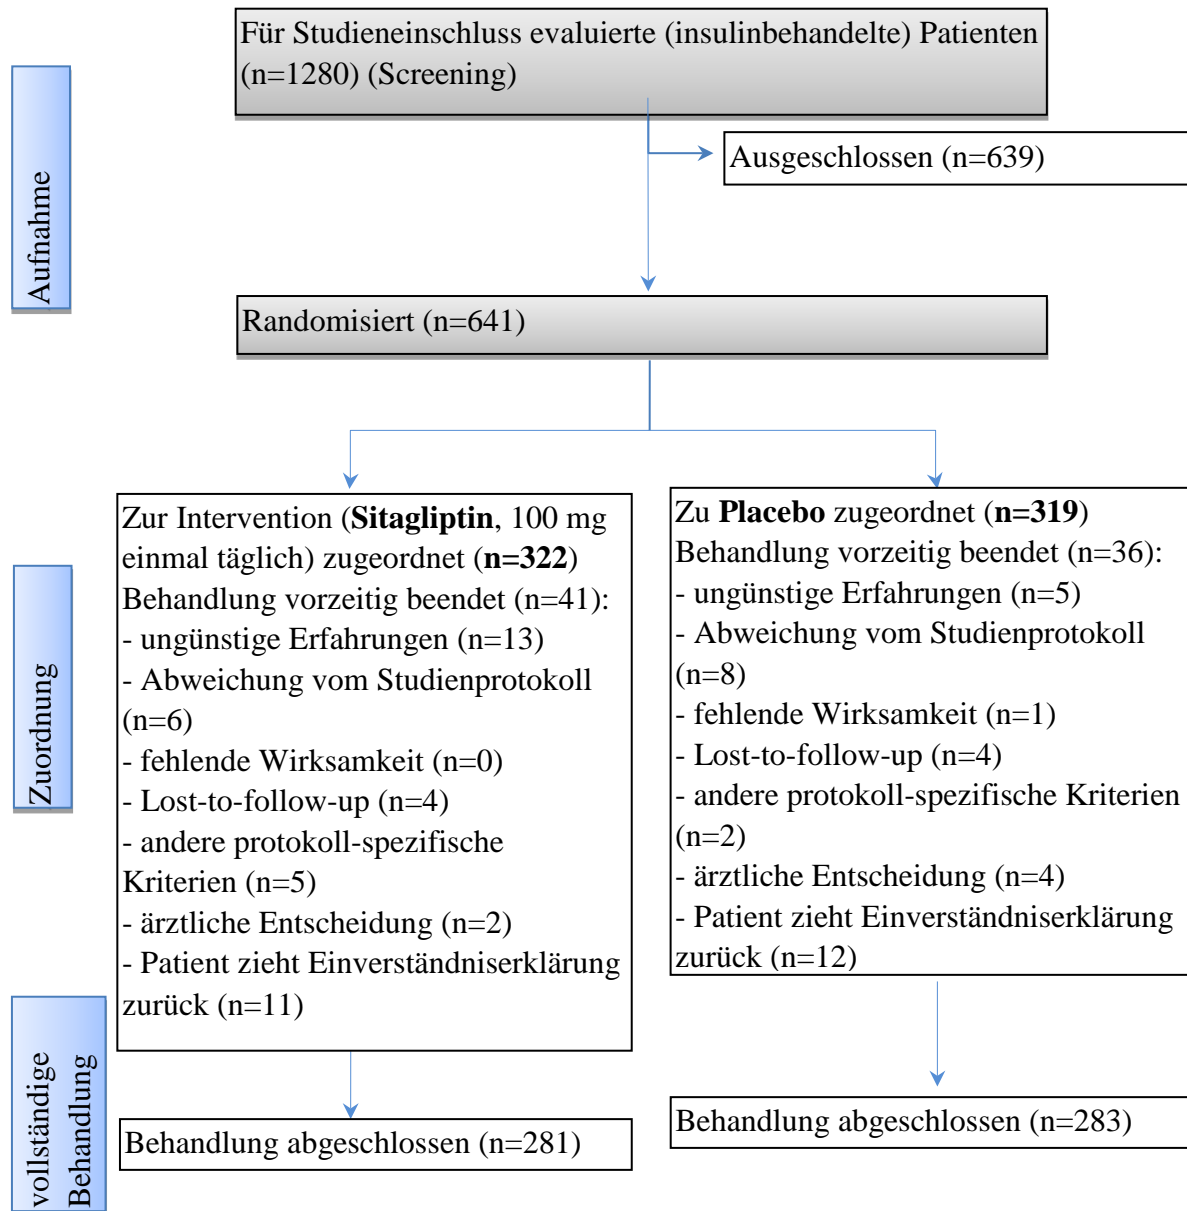 Für Studieneinschluss evaluierte (insulinbehandelte) Patienten
(n=1280) (Screening)
Ausgeschlossen (n=639)
Aufnahme
Randomisiert (n=641)
Zur Intervention (Sitagliptin, 100 mg
einmal täglich) zugeordnet (n=322)
Behandlung vorzeitig beendet (n=41):
- ungünstige Erfahrungen (n=13)
- Abweichung vom Studienprotokoll
(n=6)
- fehlende Wirksamkeit (n=0)
- Lost-to-follow-up (n=4)
- andere protokoll-spezifische
Kriterien (n=5)
- ärztliche Entscheidung (n=2)
- Patient zieht Einverständniserklärung
zurück (n=11)
Zu Placebo zugeordnet (n=319)
Behandlung vorzeitig beendet (n=36):
- ungünstige Erfahrungen (n=5)
- Abweichung vom Studienprotokoll
(n=8)
- fehlende Wirksamkeit (n=1)
- Lost-to-follow-up (n=4)
- andere protokoll-spezifische Kriterien
(n=2)
- ärztliche Entscheidung (n=4)
- Patient zieht Einverständniserklärung
zurück (n=12)
Zuordnung
vollständige
Behandlung
Behandlung abgeschlossen (n=281)
Behandlung abgeschlossen (n=283)